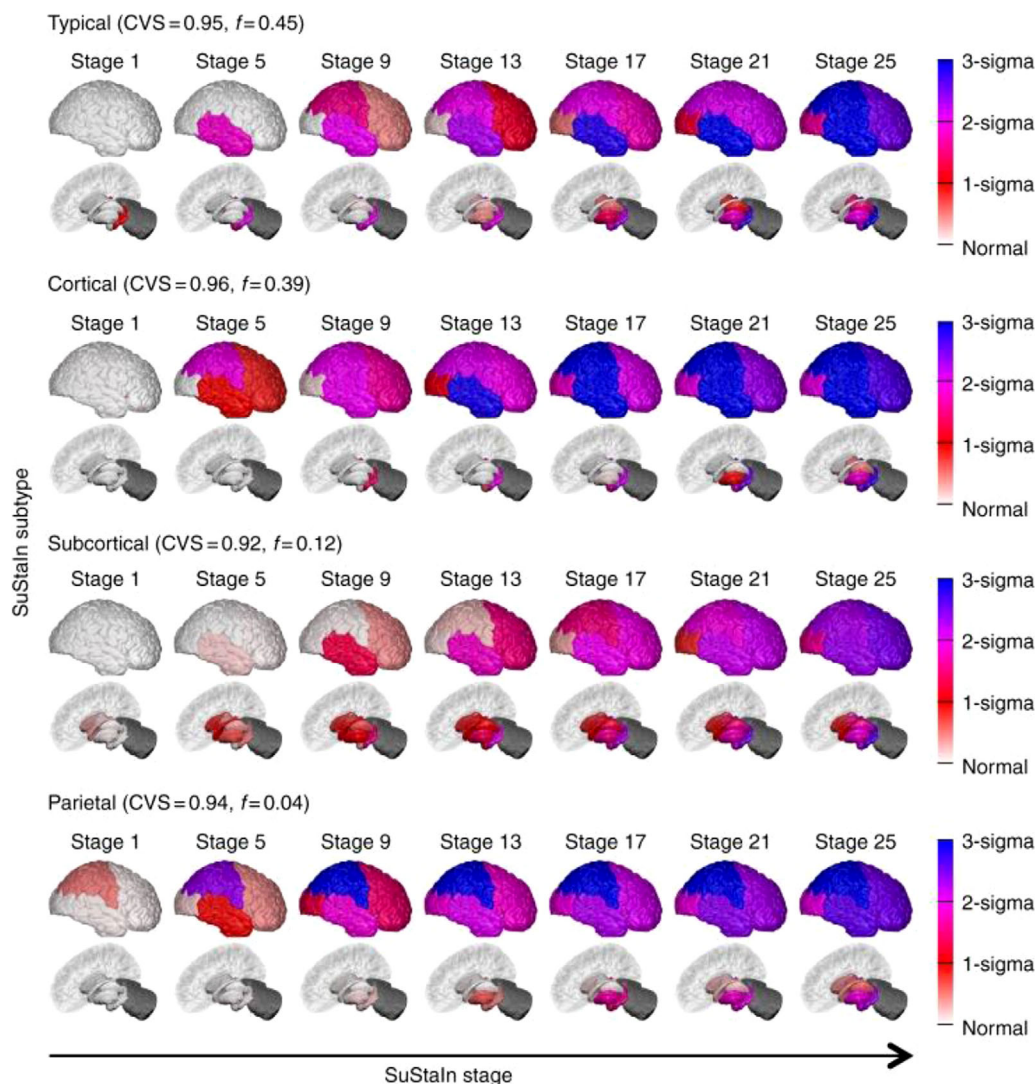 Typical (CVS = 0.95, f = 0.45)
Stage 1 Stage 5 Stage 9 Stage 13 Stage 17 Stage 21 Stage 25
3-sigma
2-sigma
1-sigma
Normal
Cortical (CVS = 0.96, f = 0.39)
Stage 1 Stage 5 Stage 9 Stage 13 Stage 17 Stage 21 Stage 25
3-sigma
2-sigma
1-sigma
Normal
SuStaIn subtype
Subcortical (CVS = 0.92, f = 0.12)
Stage 1 Stage 5 Stage 9 Stage 13 Stage 17 Stage 21 Stage 25
3-sigma
2-sigma
1-sigma
Normal
Parietal (CVS = 0.94, f = 0.04)
Stage 1 Stage 5 Stage 9 Stage 13 Stage 17 Stage 21 Stage 25
3-sigma
2-sigma
1-sigma
Normal
SuStaIn stage